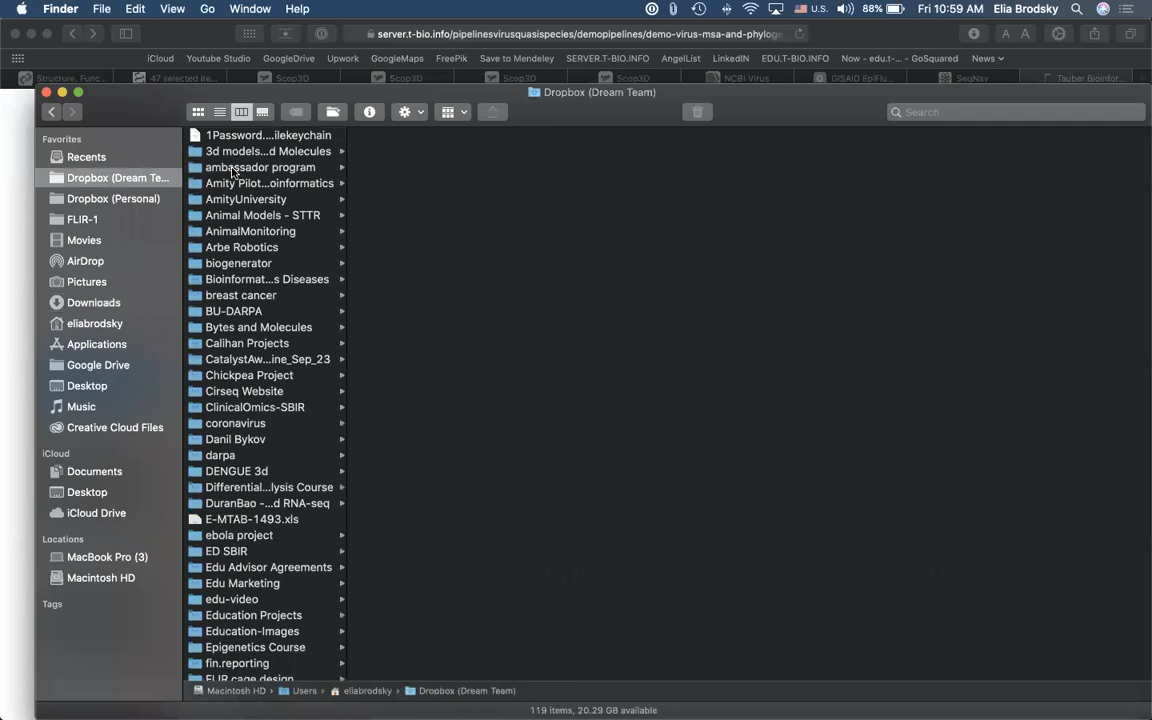 Finder File Edit View Go Window Help U.S. 88% Fri 10:59 AM Elia Brodsky
server.t-bio.info/pipelinesvirusquasispecies/demopipelines/demo-virus-msa-and-phyloge
iCloud Youtube Studio GoogleDrive Upwork GoogleMaps FreePik Save to Mendeley SERVER.T-BIO.INFO AngelList EDU.T-BIO.INFO LinkedIn Now - edu.t-... - GoSquared News
Structure, Func... 47 selected ite... Scop3D Scop3D Scop3D Scop3D NCBI Virus GISAID EpiFlu... SeqNav Tauber Bioinfor...
Dropbox (Dream Team)
Search
Favorites
Recents
Dropbox (Dream Te...
Dropbox (Personal)
FLIR-1
Movies
AirDrop
Pictures
Downloads
eliabrodsky
Applications
Google Drive
Desktop
Music
Creative Cloud Files
iCloud
Documents
Desktop
iCloud Drive
Locations
MacBook Pro (3)
Macintosh HD
Tags
1Password....ilekeychain
3d models...d Molecules
ambassador program
Amity Pilot...oinformatics
AmityUniversity
Animal Models - STTR
AnimalMonitoring
Arbe Robotics
biogenerator
Bioinformat...s Diseases
breast cancer
BU-DARPA
Bytes and Molecules
Calihan Projects
CatalystAw...ine_Sep_23
Chickpea Project
Cirseq Website
ClinicalOmics-SBIR
coronavirus
Danil Bykov
darpa
DENGUE 3d
Differential...lysis Course
DuranBao -...d RNA-seq
E-MTAB-1493.xls
ebola project
ED SBIR
Edu Advisor Agreements
Edu Marketing
edu-video
Education Projects
Education-Images
Epigenetics Course
fin.reporting
FLIR cage design
Macintosh HD › Users › eliabrodsky › Dropbox (Dream Team)
119 items, 20.29 GB available